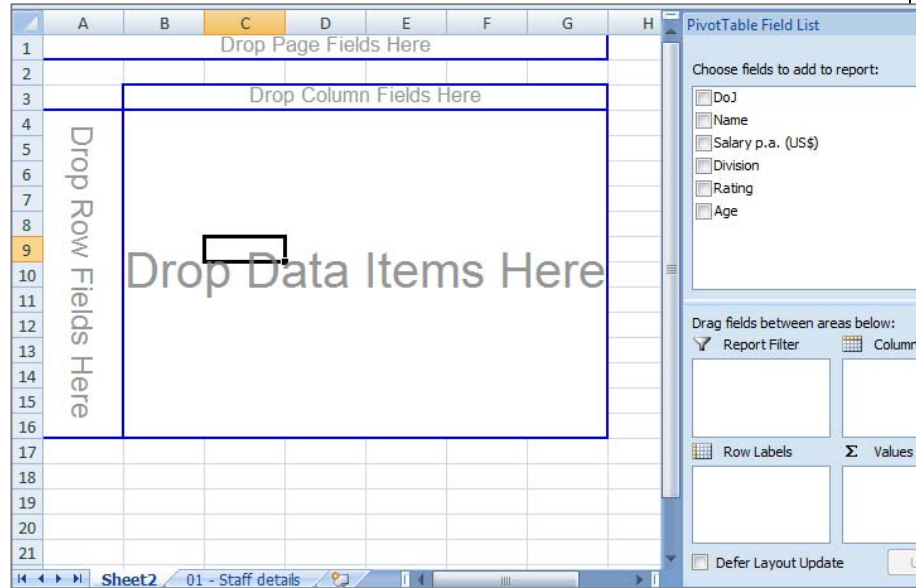 A B C D E F G H
PivotTable Field List
1
Drop Page Fields Here
2
3
Drop Column Fields Here
4
5
6
7
8
9
10
11
12
13
14
15
16
17
18
19
20
21
Drop Row Fields Here
Drop Data Items Here
Choose fields to add to report:
DoJ
Name
Salary p.a. (US$)
Division
Rating
Age
Drag fields between areas below:
Report Filter
Column
Row Labels
Σ Values
Defer Layout Update
Sheet2
01 - Staff details